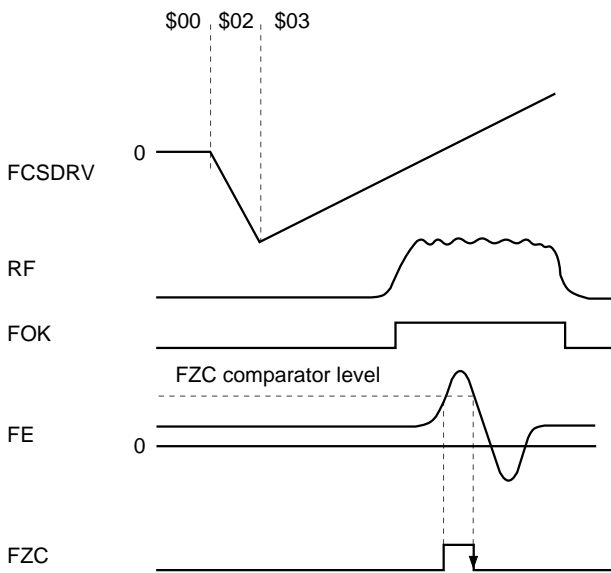 $00 $02 $03
0
FCSDRV
RF
FOK
FZC comparator level
FE
0
FZC